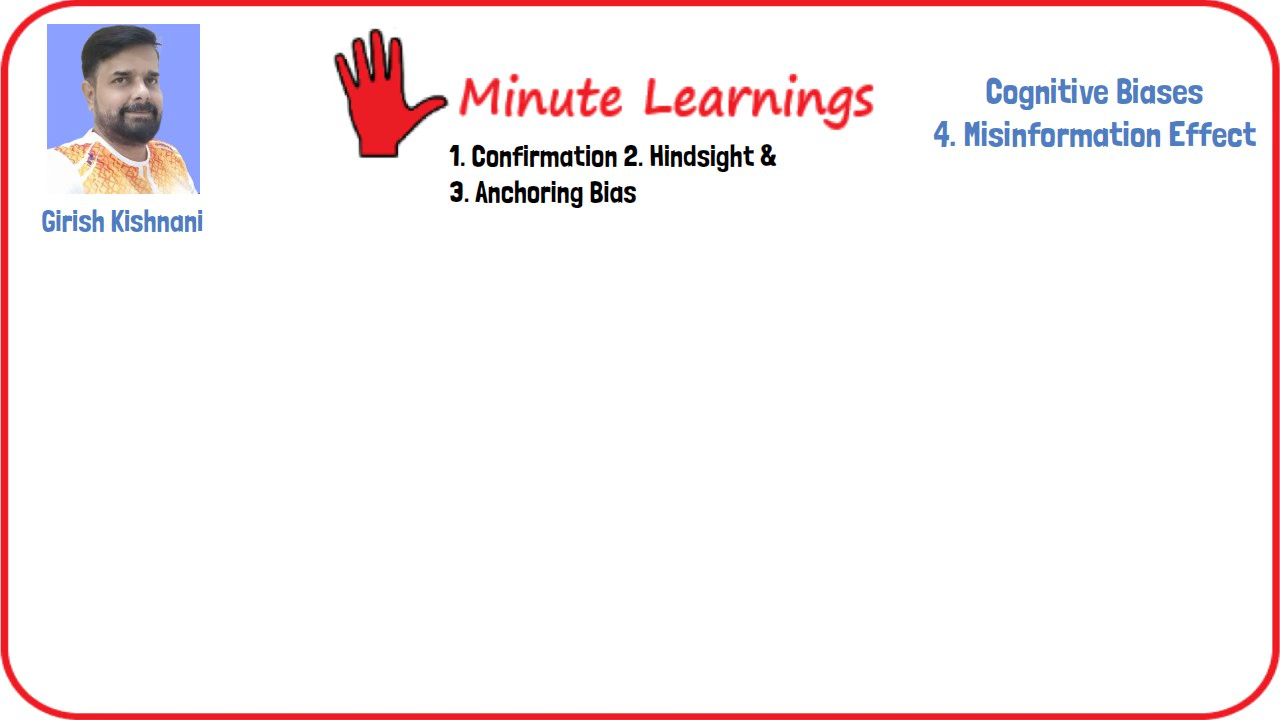 Minute Learnings
1. Confirmation 2. Hindsight &
3. Anchoring Bias
Cognitive Biases
4. Misinformation Effect
Girish Kishnani